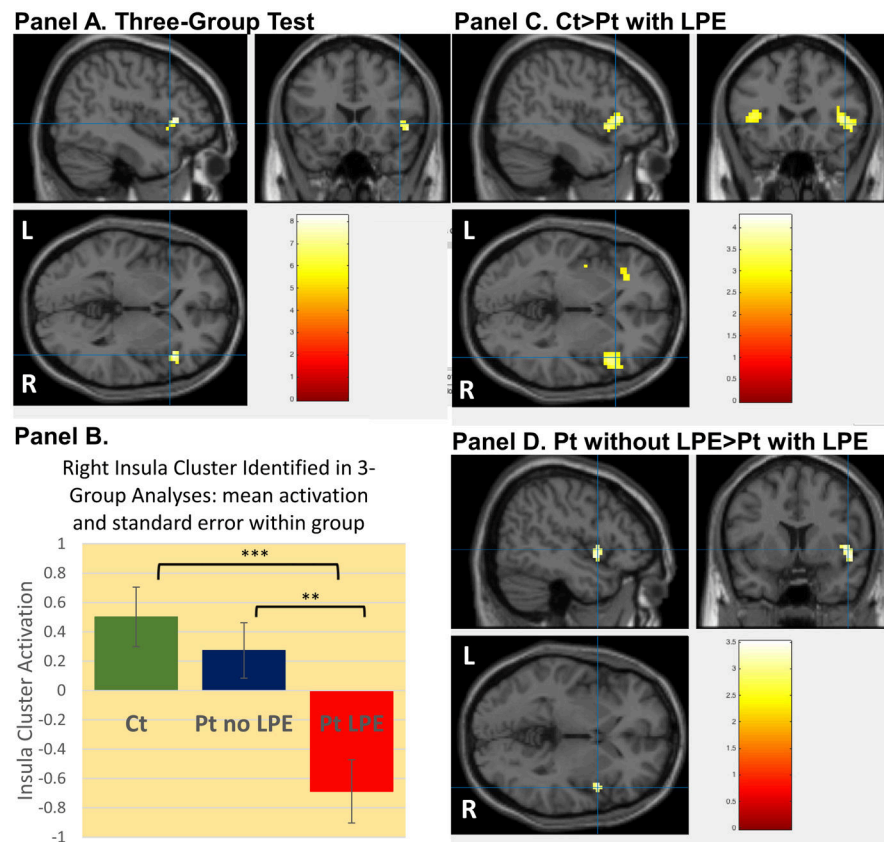 Panel A. Three-Group Test
L
R
8
7
6
5
4
3
2
1
0
Panel C. Ct>Pt with LPE
L
R
4
3.5
3
2.5
2
1.5
1
0.5
0
Panel B.
Right Insula Cluster Identified in 3-
Group Analyses: mean activation
and standard error within group
Insula Cluster Activation
1
0.8
0.6
0.4
0.2
0
-0.2
-0.4
-0.6
-0.8
-1
***
**
Ct
Pt no LPE
Pt LPE
Panel D. Pt without LPE>Pt with LPE
L
R
3.5
3
2.5
2
1.5
1
0.5
0